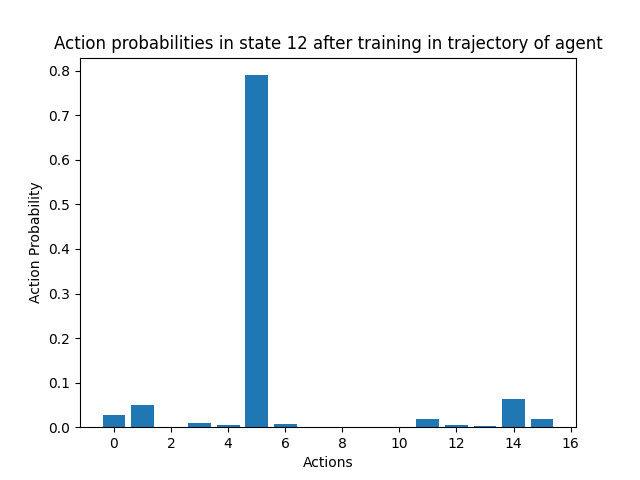 Action probabilities in state 12 after training in trajectory of agent
0.8
0.7
0.6
0.5
0.4
0.3
0.2
0.1
0.0
Action Probability
0 2 4 6 8 10 12 14 16
Actions